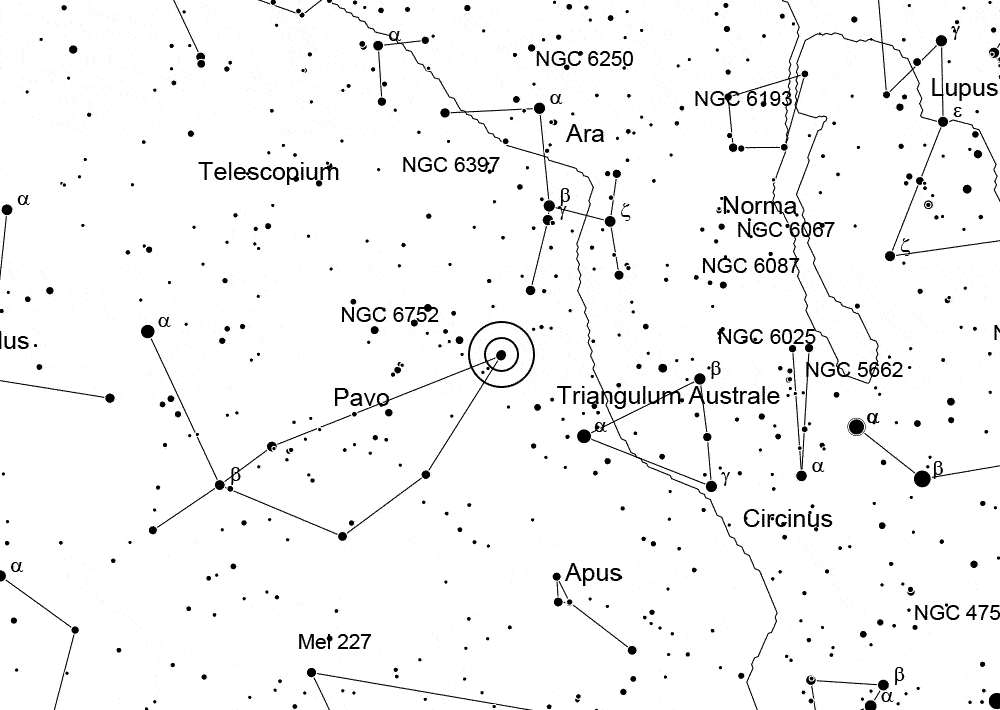 α
NGC 6250
γ
Lupus
α
NGC 6193
ε
Ara
NGC 6397
Telescopium
α
β
γ
ζ
Norma
NGC 6067
ζ
NGC 6087
NGC 6752
α
NGC 6025
lus
N
NGC 5662
β
Pavo
Triangulum Australe
α
α
β
γ
α
β
Circinus
α
Apus
NGC 475
Mel 227
β
α